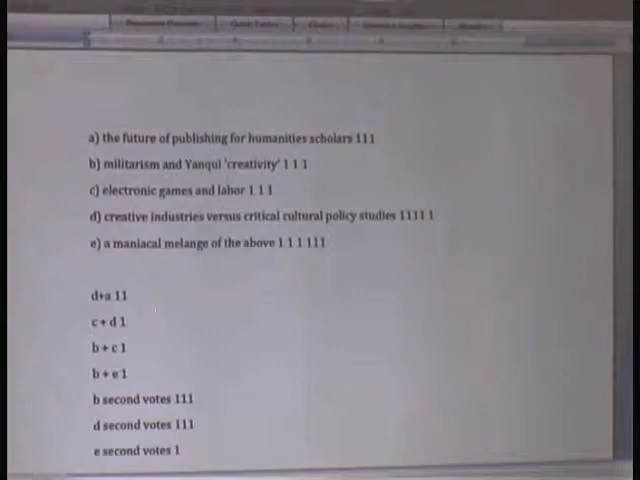 a) the future of publishing for humanities scholars 111
b) militarism and Yanqui 'creativity' 1 1 1
c) electronic games and labor 1 1 1
d) creative industries versus critical cultural policy studies 1111 1
e) a maniacal melange of the above 1 1 1 111
d+a 11
c + d 1
b + c 1
b + e 1
b second votes 111
d second votes 111
e second votes 1